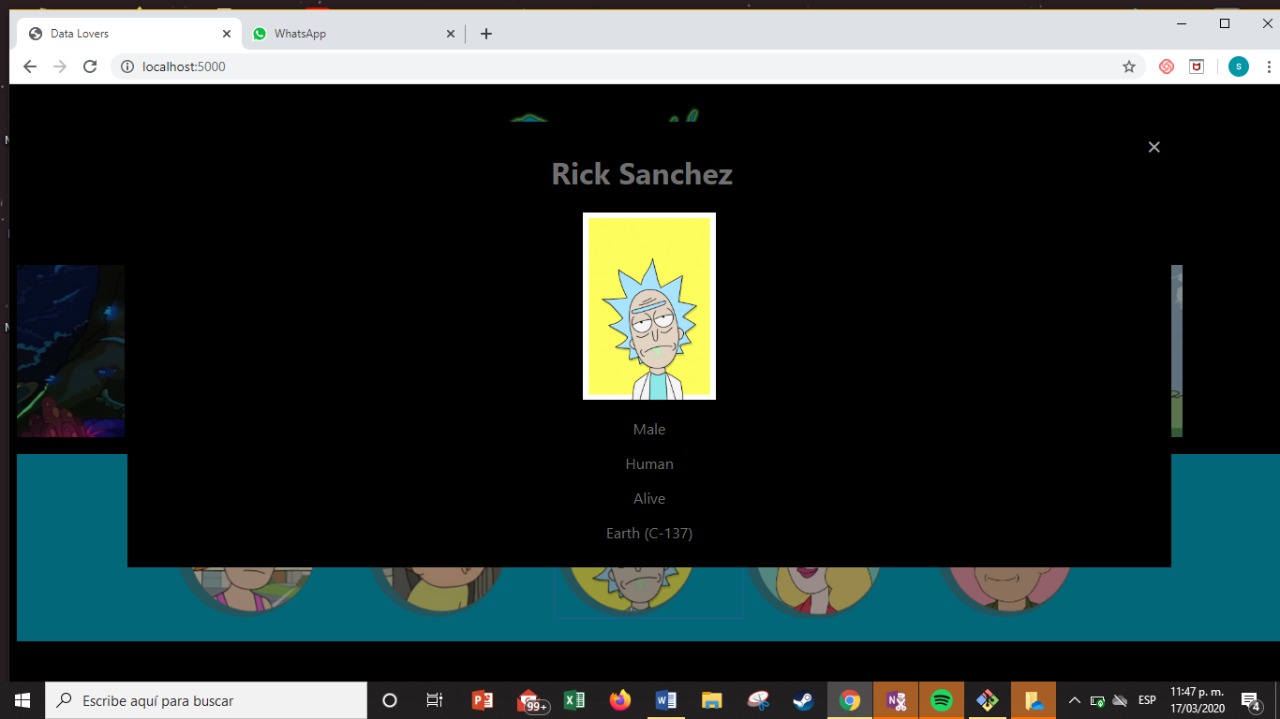 Data Lovers
WhatsApp
localhost:5000
S
Rick Sanchez
Male
Human
Alive
Earth (C-137)
Escribe aquí para buscar
99+
ESP
11:47 p. m.
17/03/2020
4